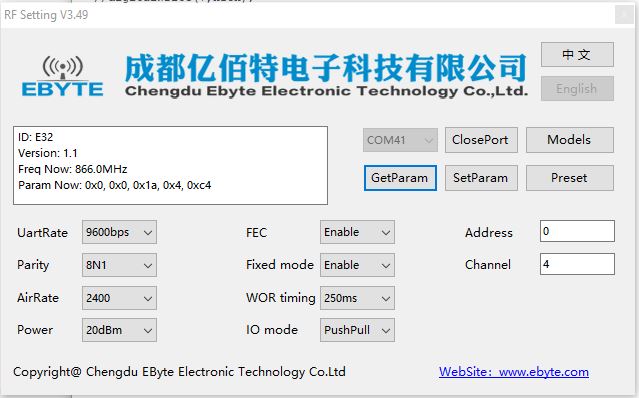 RF Setting V3.49
EBYTE
成都亿佰特电子科技有限公司
Chengdu Ebyte Electronic Technology Co.,Ltd.
中 文
English
ID: E32
Version: 1.1
Freq Now: 866.0MHz
Param Now: 0x0, 0x0, 0x1a, 0x4, 0xc4
COM41 ClosePort Models
GetParam SetParam Preset
UartRate 9600bps FEC Enable Address 0
Parity 8N1 Fixed mode Enable Channel 4
AirRate 2400 WOR timing 250ms
Power 20dBm IO mode PushPull
Copyright@ Chengdu EByte Electronic Technology Co.Ltd WebSite：www.ebyte.com